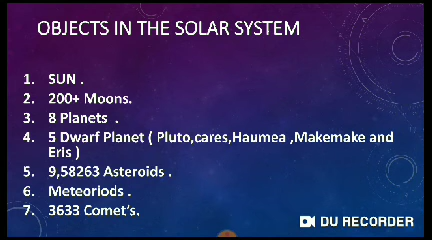 OBJECTS IN THE SOLAR SYSTEM
1. SUN .
2. 200+ Moons.
3. 8 Planets .
4. 5 Dwarf Planet ( Pluto,cares,Haumea ,Makemake and
Eris )
5. 9,58263 Asteroids .
6. Meteoriods .
7. 3633 Comet's.
DU RECORDER